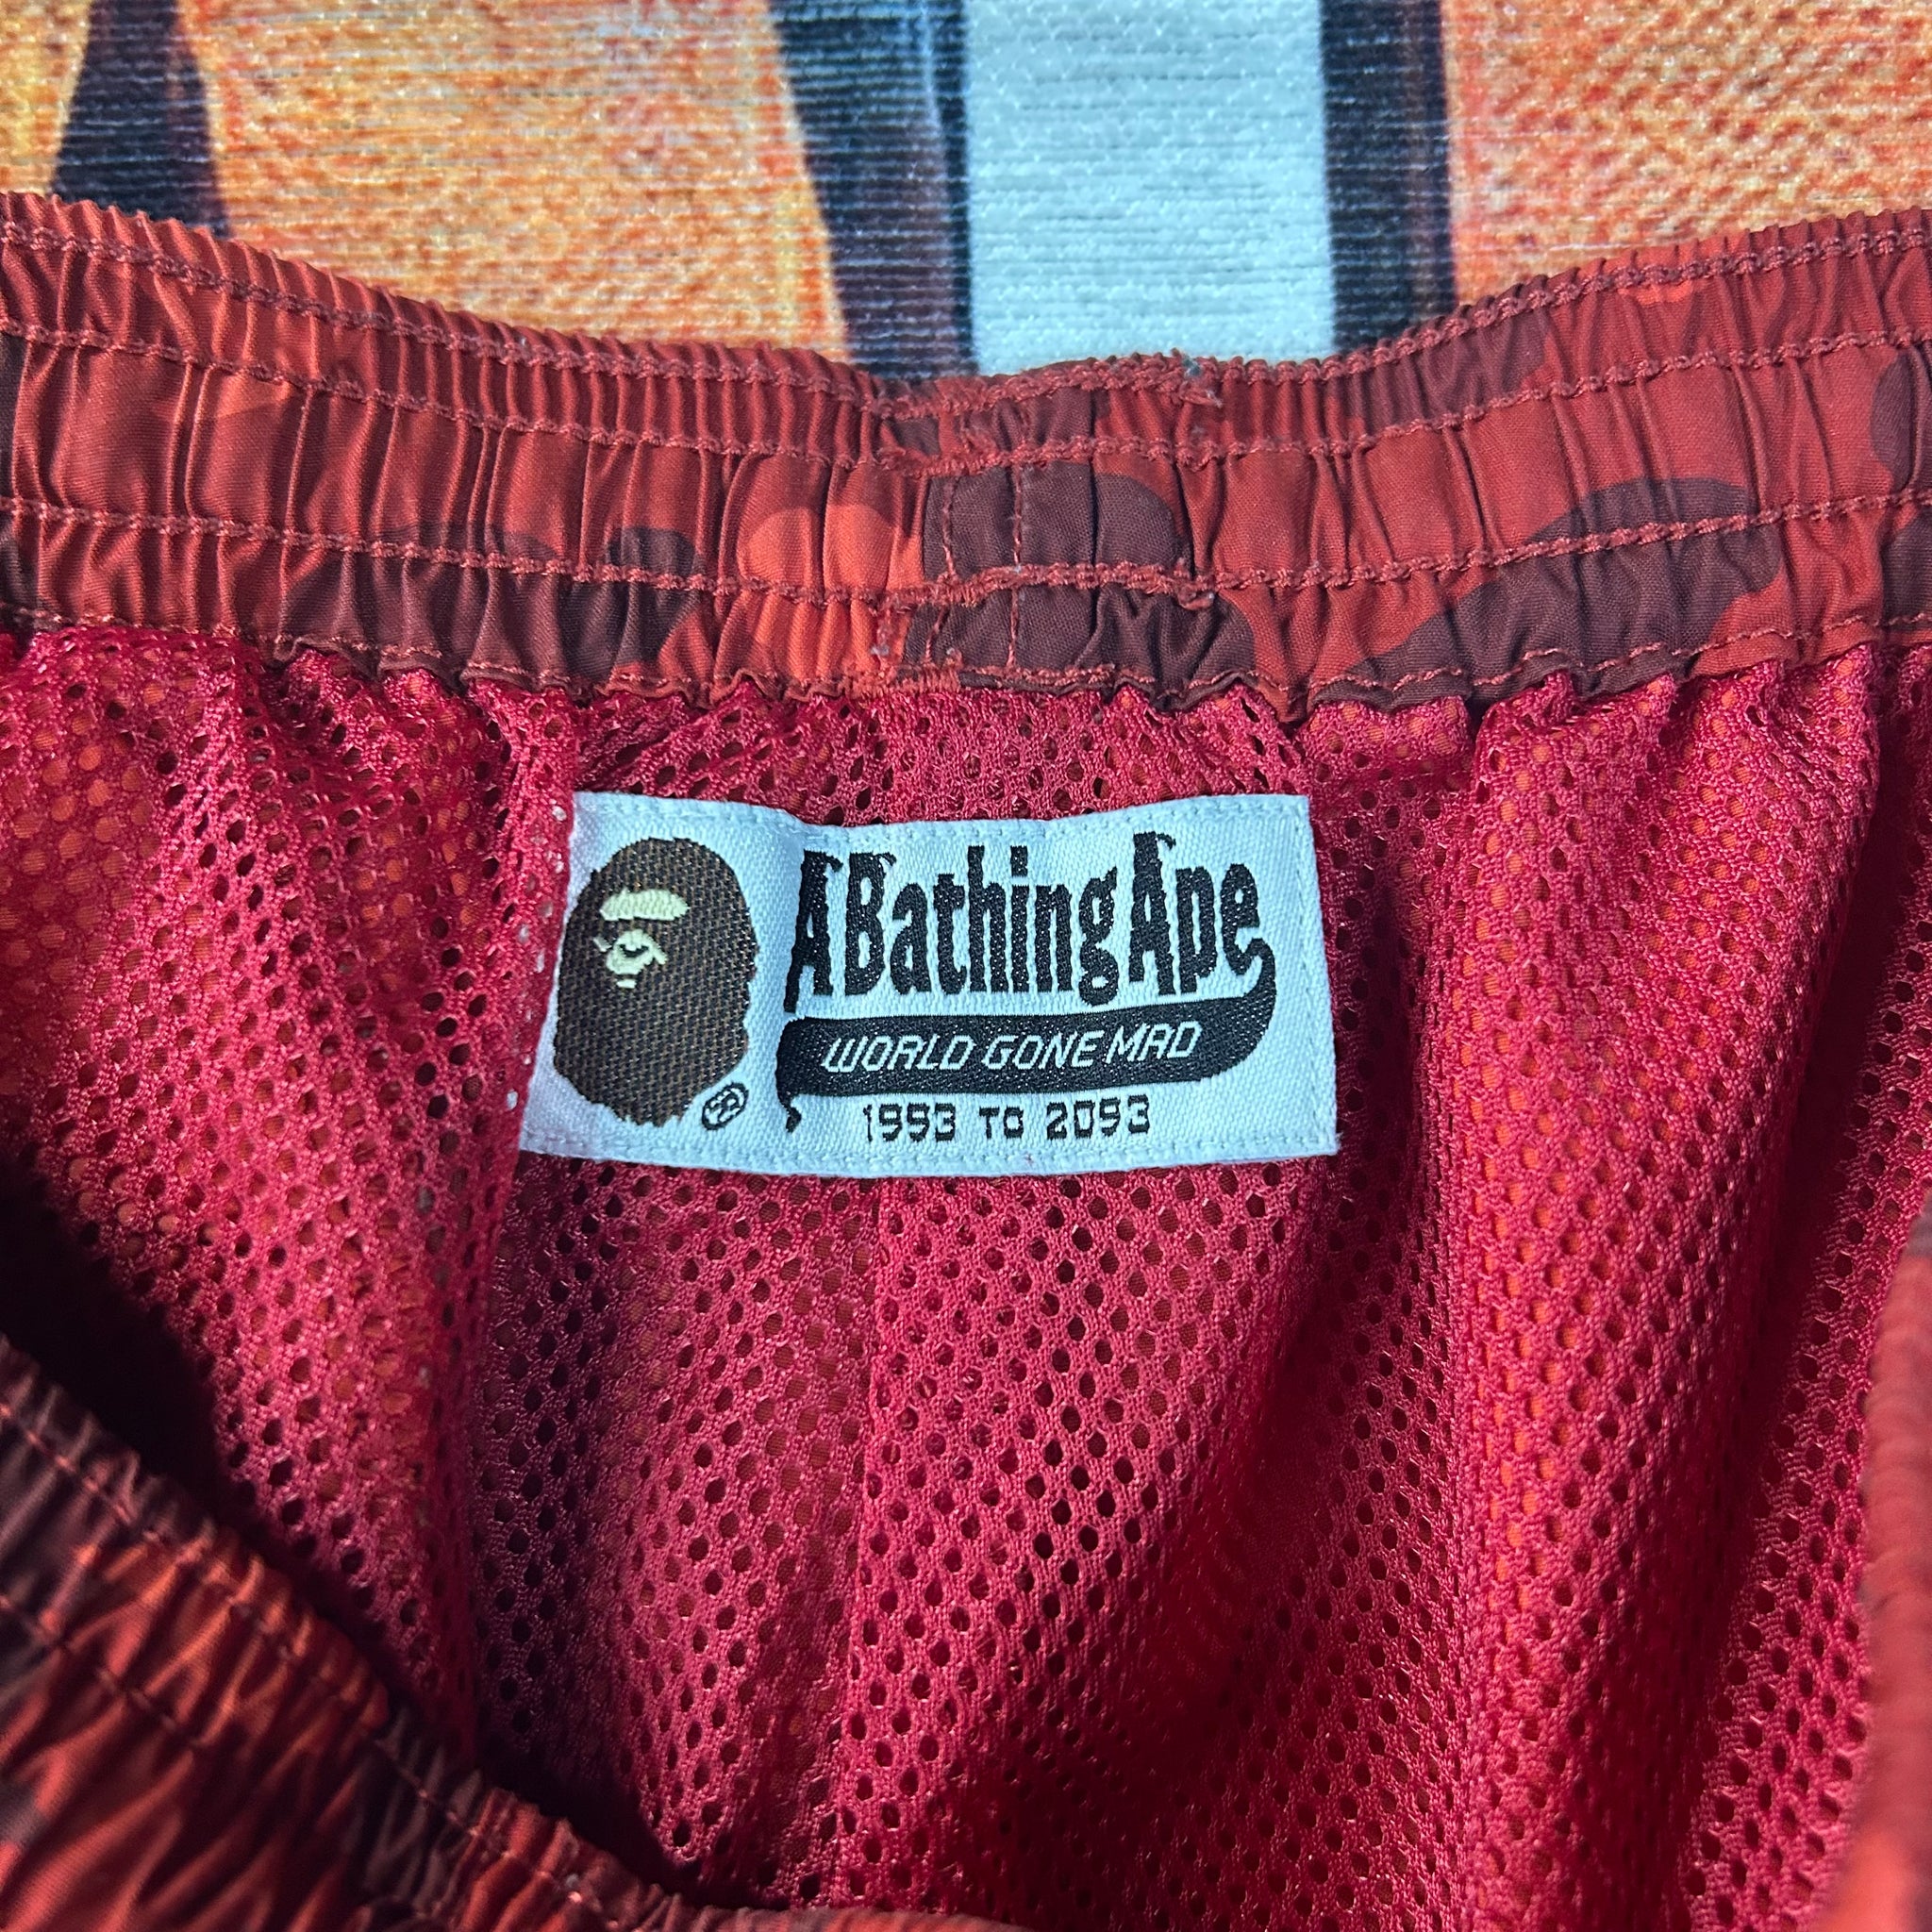 A Bathing Ape
WORLD GONE MAD
1993 TO 2093
®